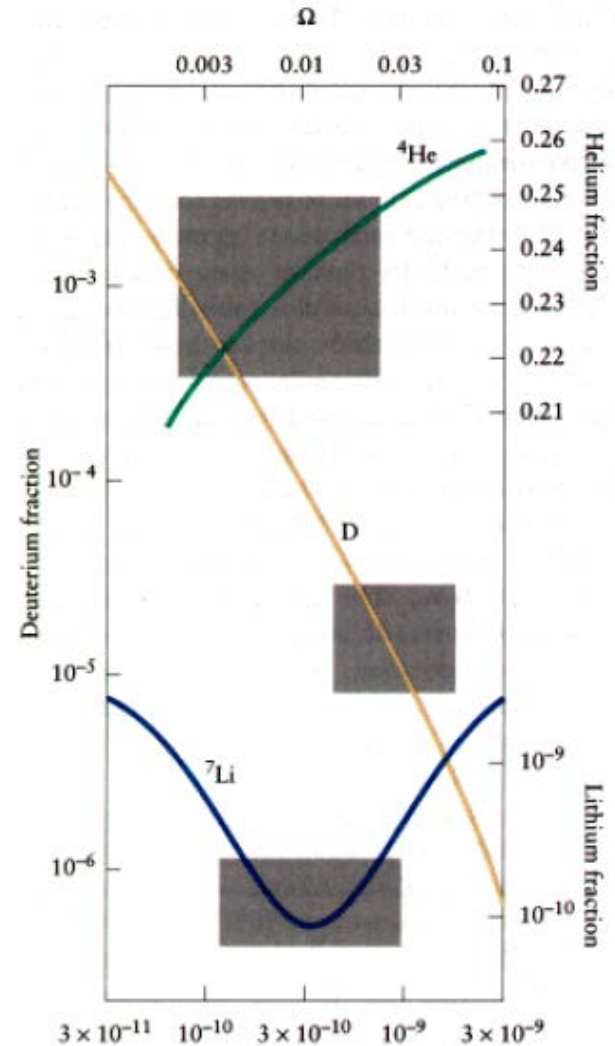 Ω
0.003 0.01 0.03 0.1
0.27
0.26
0.25
0.24
0.23
0.22
0.21
Helium fraction
⁴He
10⁻³
10⁻⁴
10⁻⁵
10⁻⁶
Deuterium fraction
D
⁷Li
10⁻⁹
10⁻¹⁰
Lithium fraction
3 × 10⁻¹¹ 10⁻¹⁰ 3 × 10⁻¹⁰ 10⁻⁹ 3 × 10⁻⁹